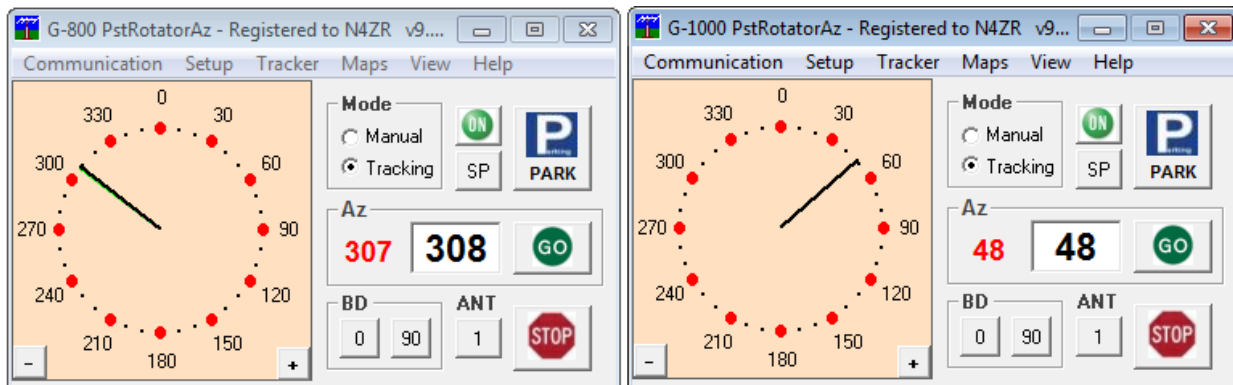 G-800 PstRotatorAz - Registered to N4ZR v9....
Communication Setup Tracker Maps View Help
0
330 30
300 60
270 90
240 120
210 150
180
- +
Mode
Manual
Tracking
ON
SP
P
PARK
Az
307 308 GO
BD ANT
0 90 1 STOP
G-1000 PstRotatorAz - Registered to N4ZR v9...
Communication Setup Tracker Maps View Help
0
330 30
300 60
270 90
240 120
210 150
180
- +
Mode
Manual
Tracking
ON
SP
P
PARK
Az
48 48 GO
BD ANT
0 90 1 STOP